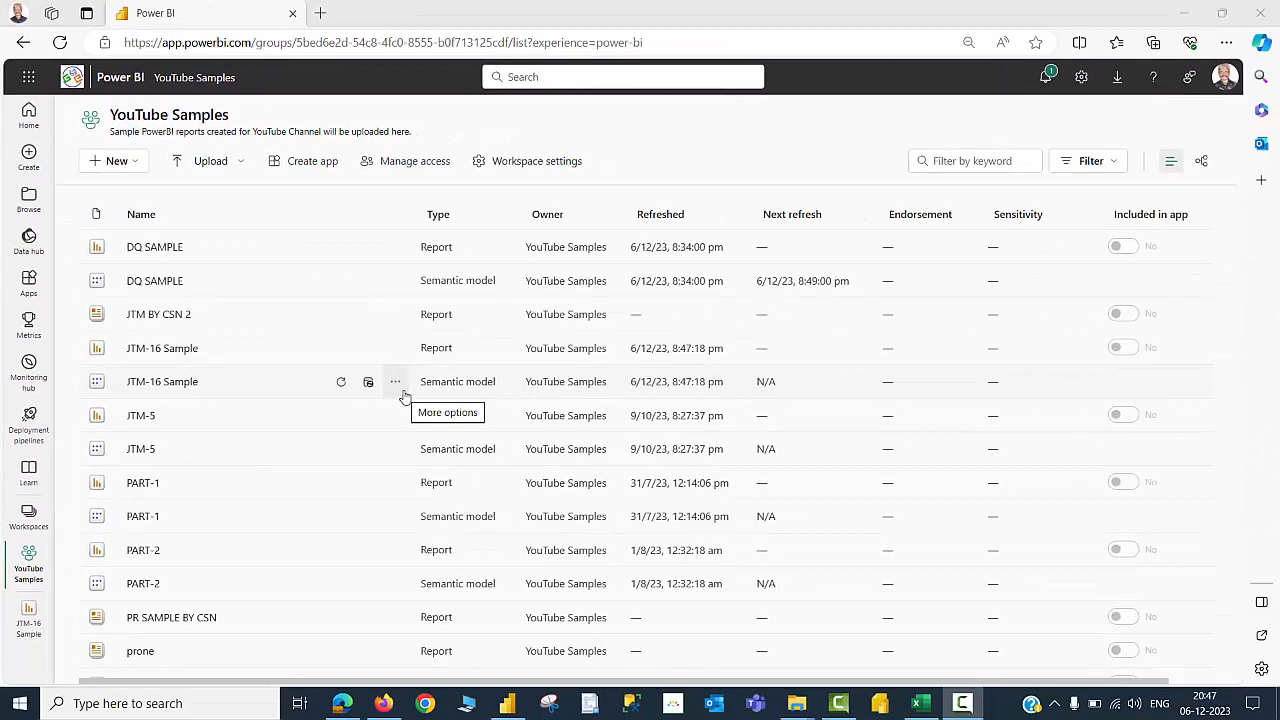 Power BI
https://app.powerbi.com/groups/5bed6e2d-54c8-4fc0-8555-b0f713125cdf/list?experience=power-bi
Power BI YouTube Samples
Search
1
Home
Create
Browse
Data hub
Apps
Metrics
Monitoring
hub
Deployment
pipelines
Learn
Workspaces
YouTube
Samples
JTM-16
Sample
YouTube Samples
Sample PowerBI reports created for YouTube Channel will be uploaded here.
New Upload Create app Manage access Workspace settings Filter by keyword Filter
Name Type Owner Refreshed Next refresh Endorsement Sensitivity Included in app
DQ SAMPLE Report YouTube Samples 6/12/23, 8:34:00 pm — — — No
DQ SAMPLE Semantic model YouTube Samples 6/12/23, 8:34:00 pm 6/12/23, 8:49:00 pm — —
JTM BY CSN 2 Report YouTube Samples — — — — No
JTM-16 Sample Report YouTube Samples 6/12/23, 8:47:18 pm — — — No
JTM-16 Sample Semantic model YouTube Samples 6/12/23, 8:47:18 pm N/A — —
More options
JTM-5 Report YouTube Samples 9/10/23, 8:27:37 pm — — — No
JTM-5 Semantic model YouTube Samples 9/10/23, 8:27:37 pm N/A — —
PART-1 Report YouTube Samples 31/7/23, 12:14:06 pm — — — No
PART-1 Semantic model YouTube Samples 31/7/23, 12:14:06 pm N/A — —
PART-2 Report YouTube Samples 1/8/23, 12:32:18 am — — — No
PART-2 Semantic model YouTube Samples 1/8/23, 12:32:18 am N/A — —
PR SAMPLE BY CSN Report YouTube Samples — — — — No
prone Report YouTube Samples — — — — No
Type here to search
ENG
20:47
06-12-2023